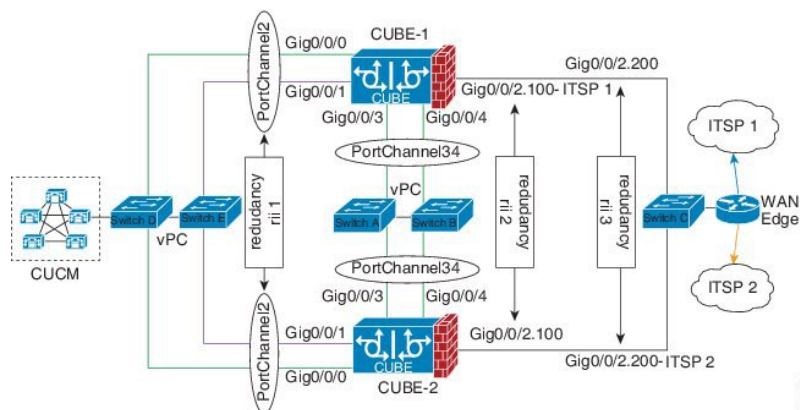 CUBE-1
PortChannel2
Gig0/0/0
Gig0/0/1
CUBE
Gig0/0/2.200
Gig0/0/2.100- ITSP 1
Gig0/0/3
Gig0/0/4
PortChannel34
ITSP 1
redudancy
rii 1
redudancy
rii 2
redudancy
rii 3
vPC
Switch D
Switch E
Switch A
Switch B
Switch C
WAN
Edge
CUCM
vPC
PortChannel34
ITSP 2
Gig0/0/3
Gig0/0/4
PortChannel2
Gig0/0/1
Gig0/0/2.100
CUBE
Gig0/0/0
Gig0/0/2.200- ITSP 2
CUBE-2